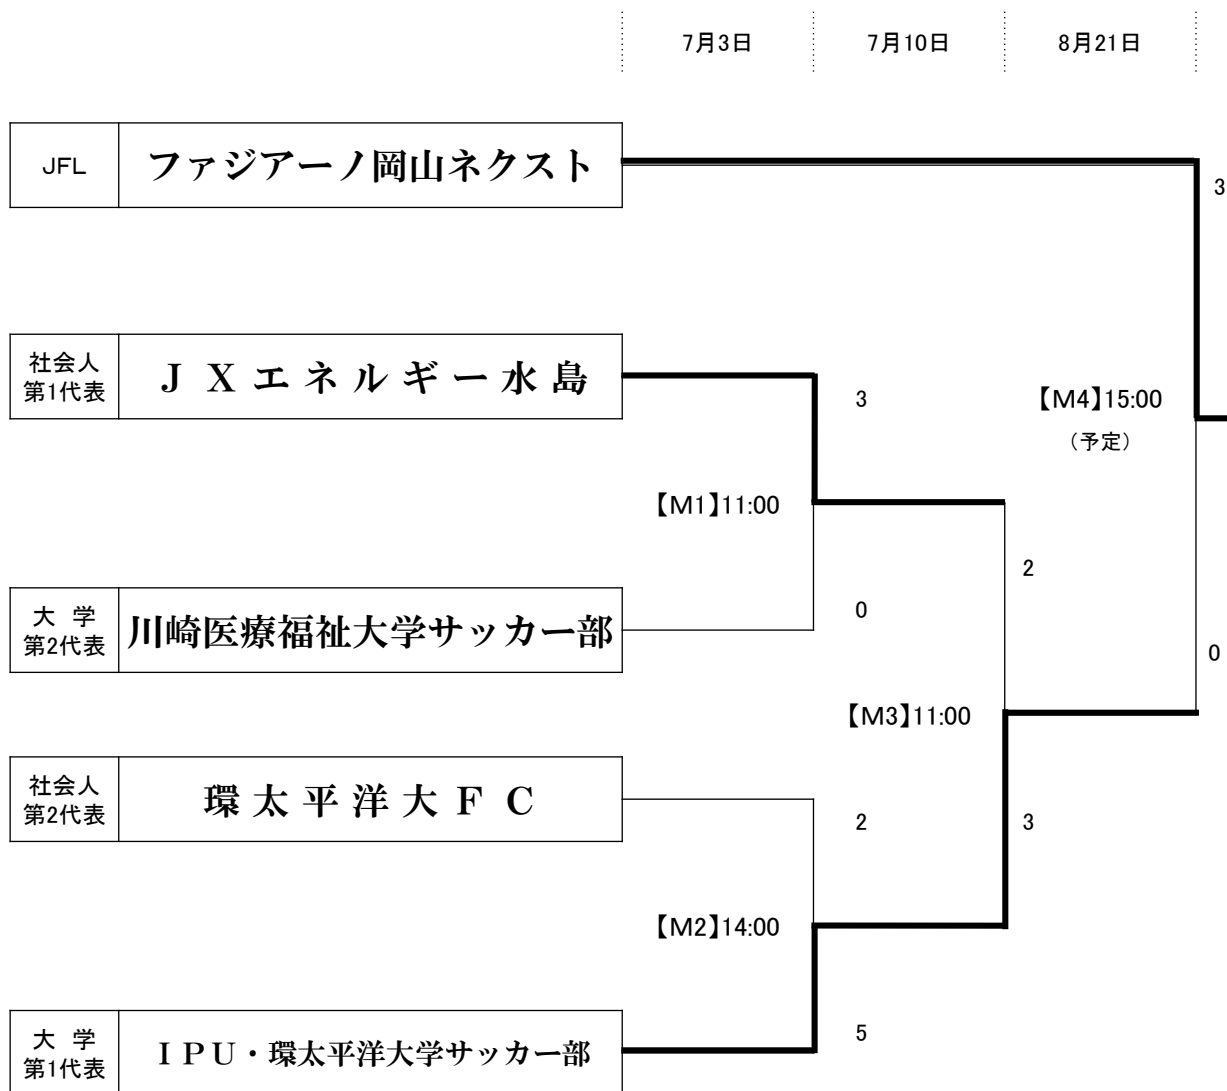 7月3日 7月10日 8月21日
JFL ファジアーノ岡山ネクスト
3
社会人
第1代表
ＪＸエネルギー水島
3
【M4】15:00
（予定）
【M1】11:00
2
大 学
第2代表
川崎医療福祉大学サッカー部
0
0
【M3】11:00
社会人
第2代表
環太平洋大ＦＣ
2
3
【M2】14:00
大 学
第1代表
ＩＰＵ・環太平洋大学サッカー部
5